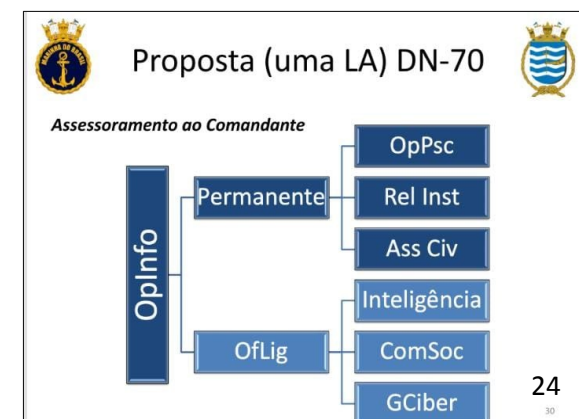 MARINHA DO BRASIL
Proposta (uma LA) DN-70
Assessoramento ao Comandante
OpInfo
Permanente
OpPsc
Rel Inst
Ass Civ
OfLig
Inteligência
ComSoc
GCiber
24
30